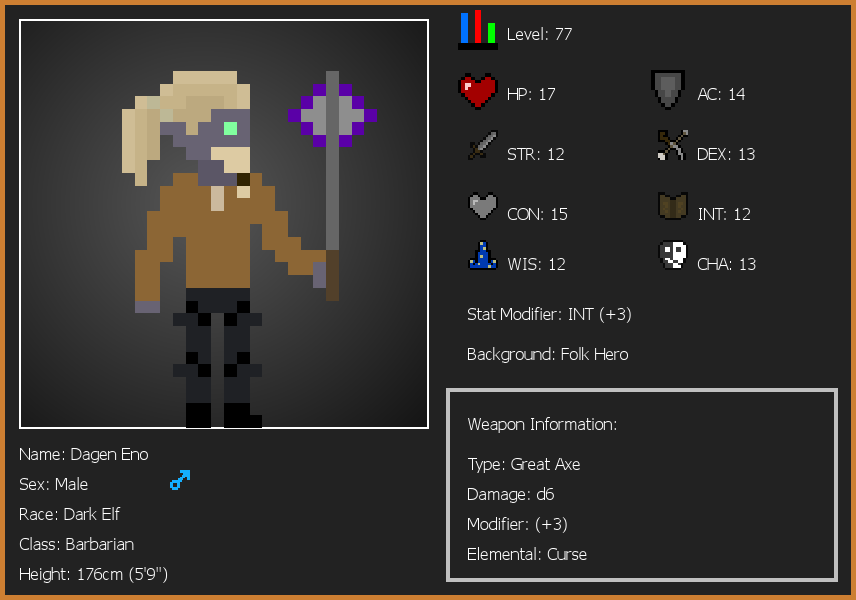 Level: 77
HP: 17
AC: 14
STR: 12
DEX: 13
CON: 15
INT: 12
WIS: 12
CHA: 13
Stat Modifier: INT (+3)
Background: Folk Hero
Weapon Information:
Type: Great Axe
Damage: d6
Modifier: (+3)
Elemental: Curse
Name: Dagen Eno
Sex: Male
Race: Dark Elf
Class: Barbarian
Height: 176cm (5'9")